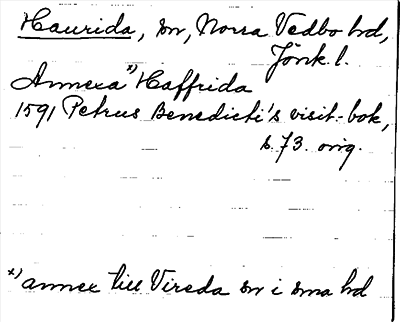 Haurida, sn, Norra Vedbo hd,
Jönk. l.
Annexa x) Haffrida
1591 Petrus Benedicti's visit.-bok,
s. 73. orig.
x) annex till Vireda sn i sma hd